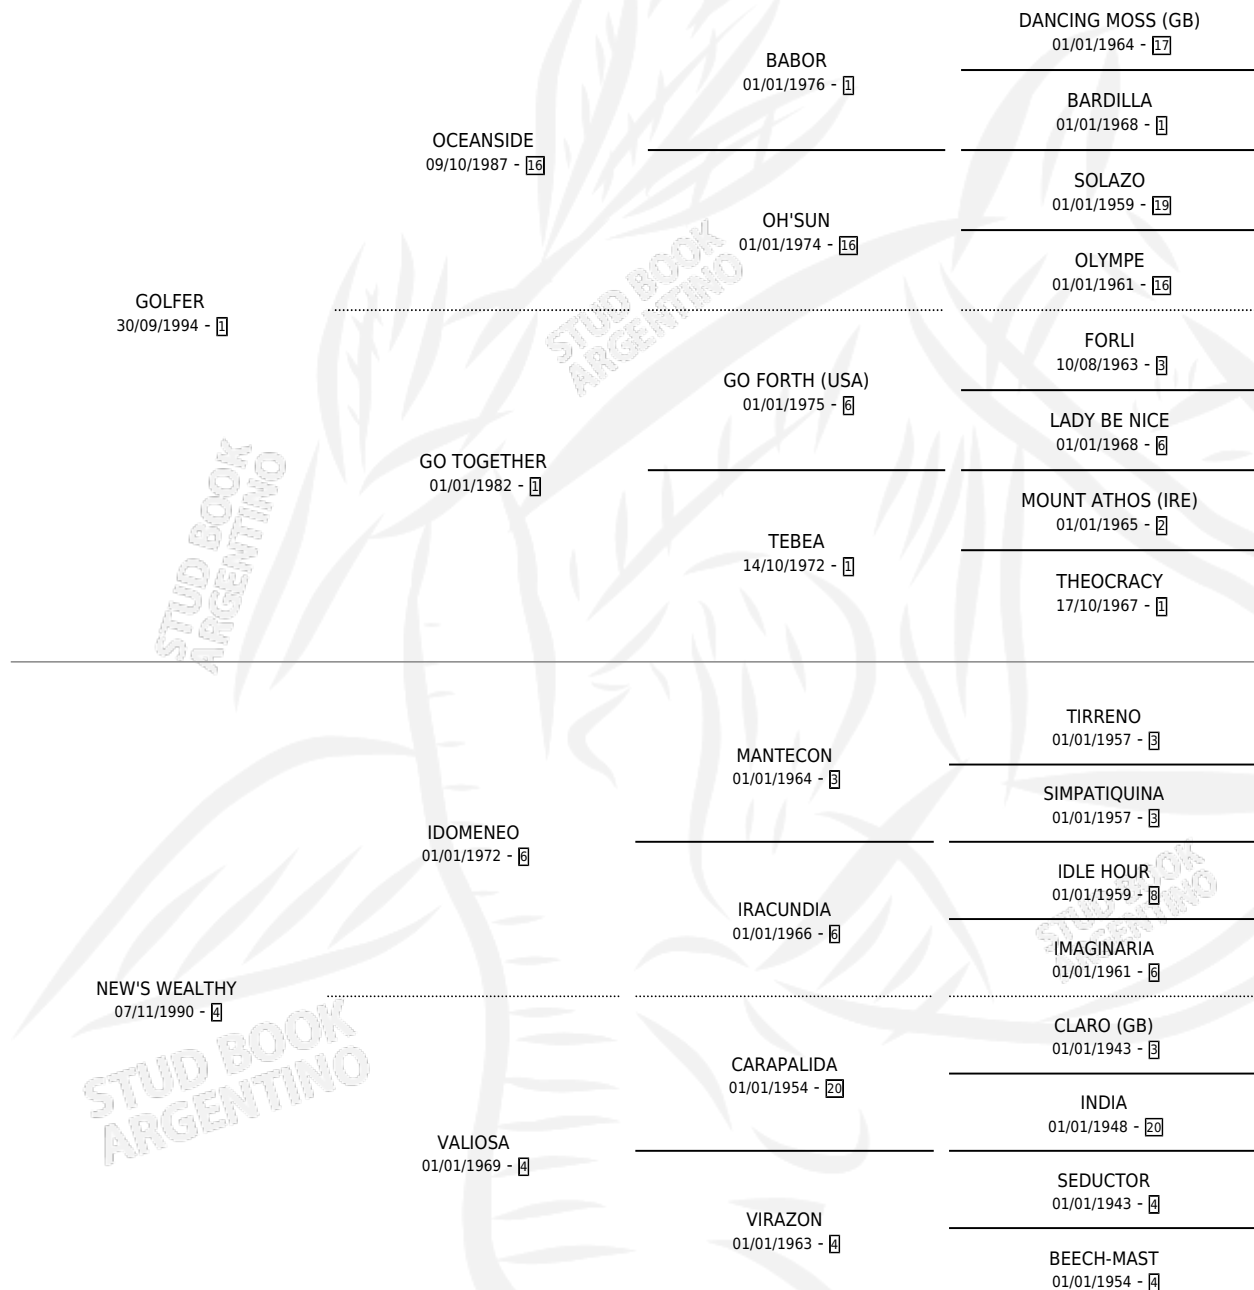 DANCING MOSS (GB)
01/01/1964 - 17
BABOR
01/01/1976 - 1
BARDILLA
01/01/1968 - 1
OCEANSIDE
09/10/1987 - 16
SOLAZO
01/01/1959 - 19
OH'SUN
01/01/1974 - 16
OLYMPE
01/01/1961 - 16
GOLFER
30/09/1994 - 1
STUD BOOK
ARGENTINO
FORLI
10/08/1963 - 3
GO FORTH (USA)
01/01/1975 - 6
LADY BE NICE
01/01/1968 - 6
GO TOGETHER
01/01/1982 - 1
MOUNT ATHOS (IRE)
01/01/1965 - 2
TEBEA
14/10/1972 - 1
THEOCRACY
17/10/1967 - 1
STUD BOOK
ARGENTINO
TIRRENO
01/01/1957 - 3
MANTECON
01/01/1964 - 3
SIMPATIQUINA
01/01/1957 - 3
IDOMENEO
01/01/1972 - 6
IDLE HOUR
01/01/1959 - 8
IRACUNDIA
01/01/1966 - 6
STUD BOOK
ARGENTINO
IMAGINARIA
01/01/1961 - 6
NEW'S WEALTHY
07/11/1990 - 4
CLARO (GB)
01/01/1943 - 3
CARAPALIDA
01/01/1954 - 20
STUD BOOK
ARGENTINO
INDIA
01/01/1948 - 20
VALIOSA
01/01/1969 - 4
SEDUCTOR
01/01/1943 - 4
VIRAZON
01/01/1963 - 4
BEECH-MAST
01/01/1954 - 4